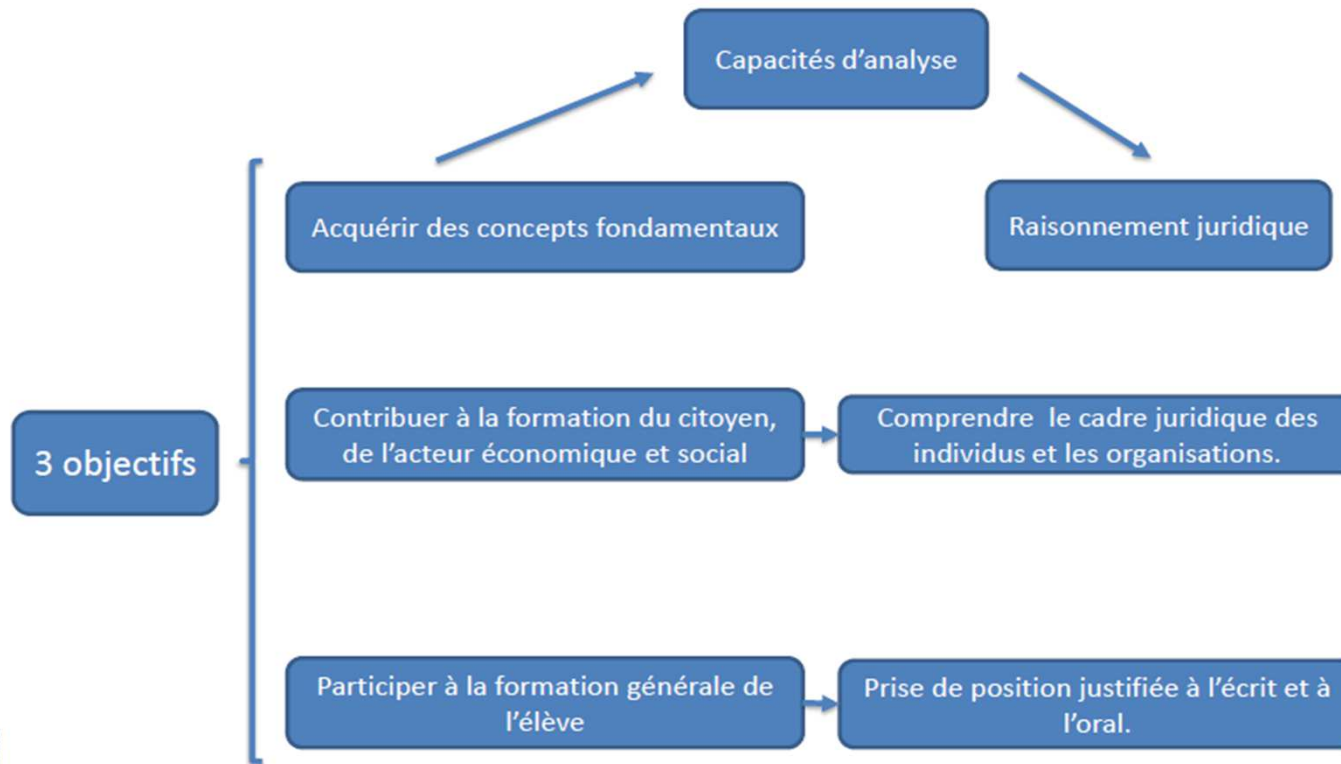 Capacités d'analyse
Acquérir des concepts fondamentaux
Raisonnement juridique
3 objectifs
Contribuer à la formation du citoyen,
de l'acteur économique et social
Comprendre le cadre juridique des
individus et les organisations.
Participer à la formation générale de
l'élève
Prise de position justifiée à l'écrit et à
l'oral.